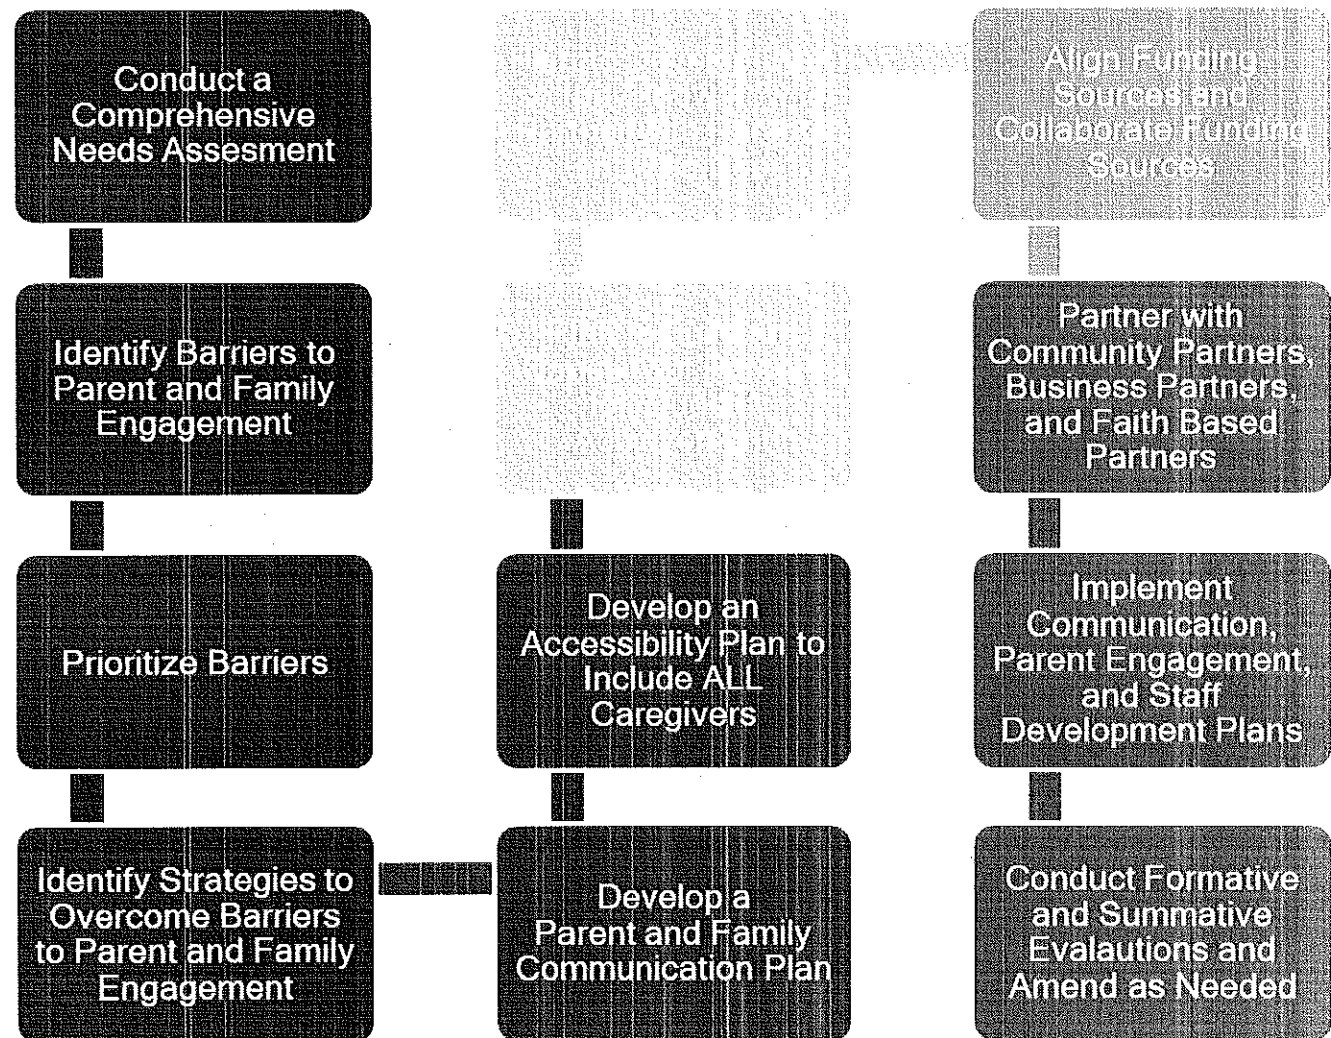 Conduct a
Comprehensive
Needs Assesment
Identify Barriers to
Parent and Family
Engagement
Prioritize Barriers
Identify Strategies to
Overcome Barriers
to Parent and Family
Engagement
Develop a
Parent and Family
Communication Plan
Develop an
Accessibility Plan to
Include ALL
Caregivers
Align Funding
Sources and
Collaborate Funding
Sources
Partner with
Community Partners,
Business Partners,
and Faith Based
Partners
Implement
Communication,
Parent Engagement,
and Staff
Development Plans
Conduct Formative
and Summative
Evalautions and
Amend as Needed